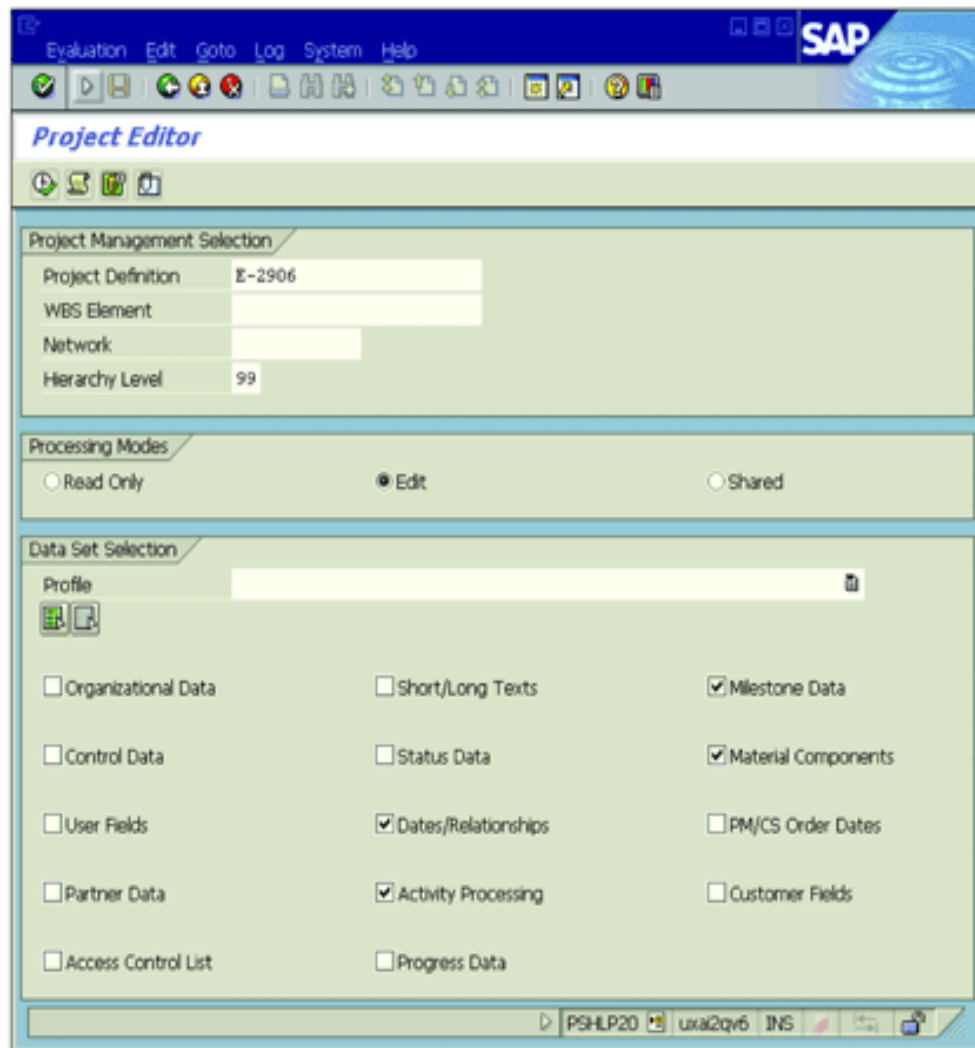 SAP
Evaluation Edit Goto Log System Help
Project Editor
Project Management Selection
Project Definition E-2906
WBS Element
Network
Hierarchy Level 99
Processing Modes
Read Only Edit Shared
Data Set Selection
Profile
Organizational Data Short/Long Texts Milestone Data
Control Data Status Data Material Components
User Fields Dates/Relationships PM/CS Order Dates
Partner Data Activity Processing Customer Fields
Access Control List Progress Data
PSHLP20 uxai2qv6 INS